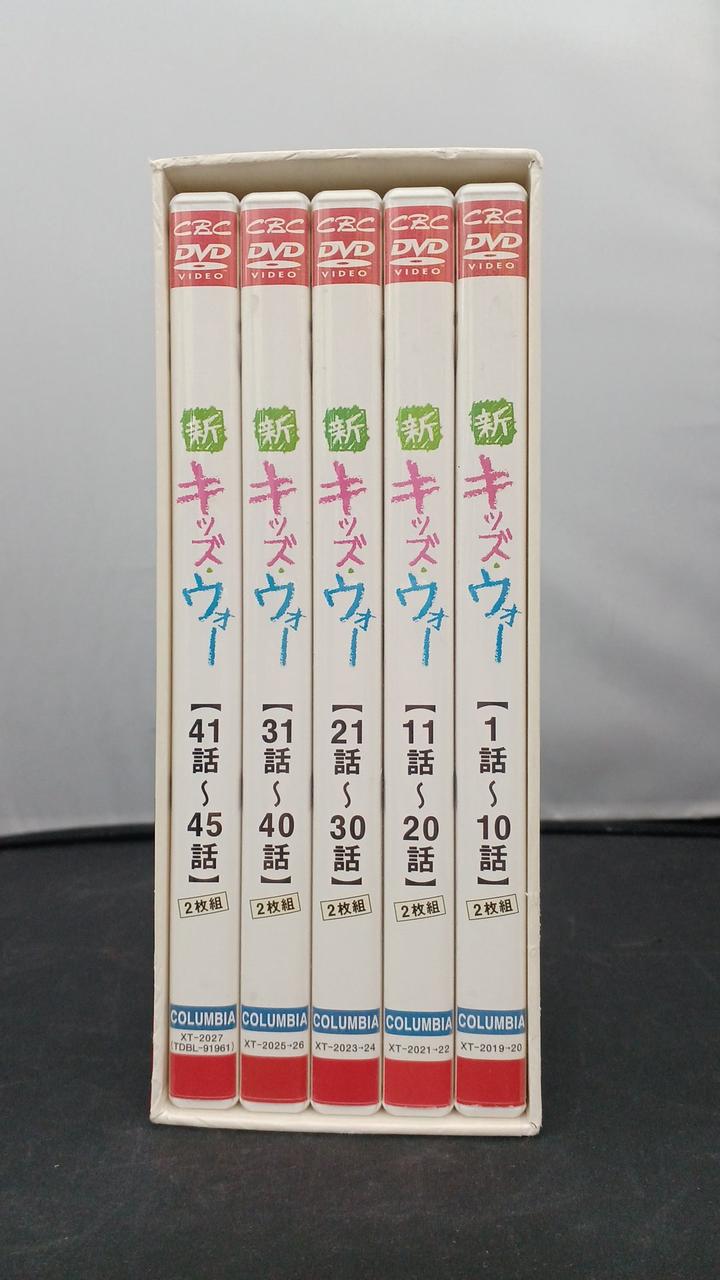 CBC
DVD
VIDEO
新
キッズ・ウォー
【41話～45話】
2枚組
COLUMBIA
XT-2027
(TDBL-91961)
CBC
DVD
VIDEO
新
キッズ・ウォー
【31話～40話】
2枚組
COLUMBIA
XT-2025→26
CBC
DVD
VIDEO
新
キッズ・ウォー
【21話～30話】
2枚組
COLUMBIA
XT-2023→24
CBC
DVD
VIDEO
新
キッズ・ウォー
【11話～20話】
2枚組
COLUMBIA
XT-2021→22
CBC
DVD
VIDEO
新
キッズ・ウォー
【1話～10話】
2枚組
COLUMBIA
XT-2019→20